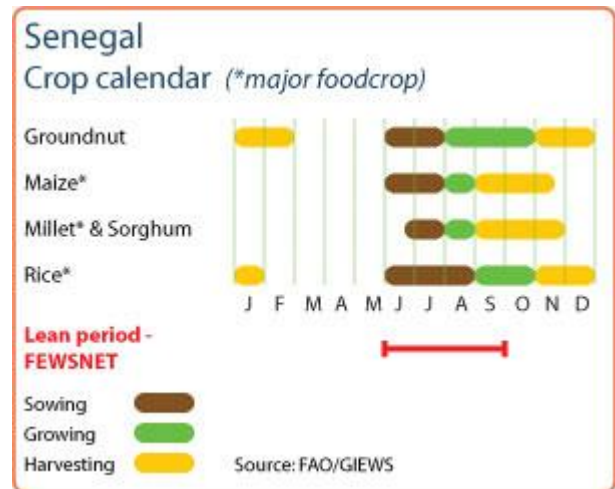 Senegal
Crop calendar (*major foodcrop)
Groundnut
Maize*
Millet* & Sorghum
Rice*
J F M A M J J A S O N D
Lean period -
FEWSNET
Sowing
Growing
Harvesting
Source: FAO/GIEWS